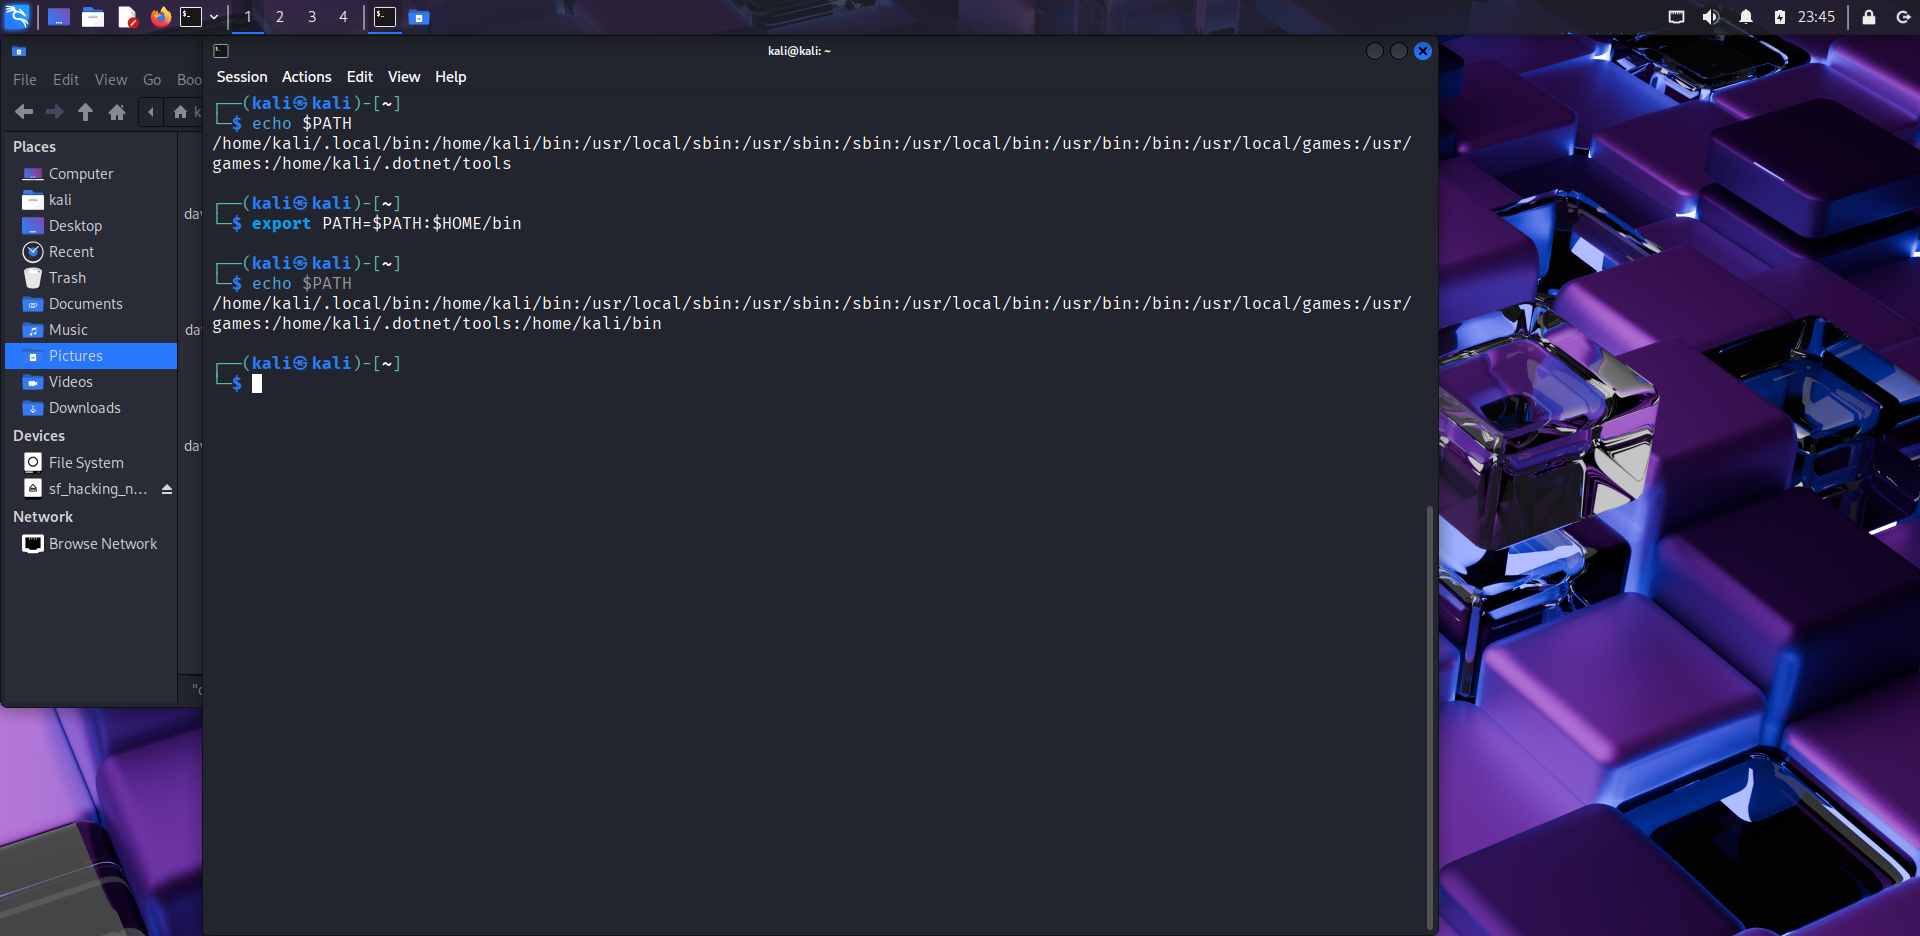 1 2 3 4
23:45
kali@kali: ~
File Edit View Go Boo
Session Actions Edit View Help
Places
Computer
kali
Desktop
Recent
Trash
Documents
Music
Pictures
Videos
Downloads
Devices
File System
sf_hacking_n...
Network
Browse Network
┌──(kali㉿kali)-[~]
└─$ echo $PATH
/home/kali/.local/bin:/home/kali/bin:/usr/local/sbin:/usr/sbin:/sbin:/usr/local/bin:/usr/bin:/bin:/usr/local/games:/usr/
games:/home/kali/.dotnet/tools
┌──(kali㉿kali)-[~]
└─$ export PATH=$PATH:$HOME/bin
┌──(kali㉿kali)-[~]
└─$ echo $PATH
/home/kali/.local/bin:/home/kali/bin:/usr/local/sbin:/usr/sbin:/sbin:/usr/local/bin:/usr/bin:/bin:/usr/local/games:/usr/
games:/home/kali/.dotnet/tools:/home/kali/bin
┌──(kali㉿kali)-[~]
└─$